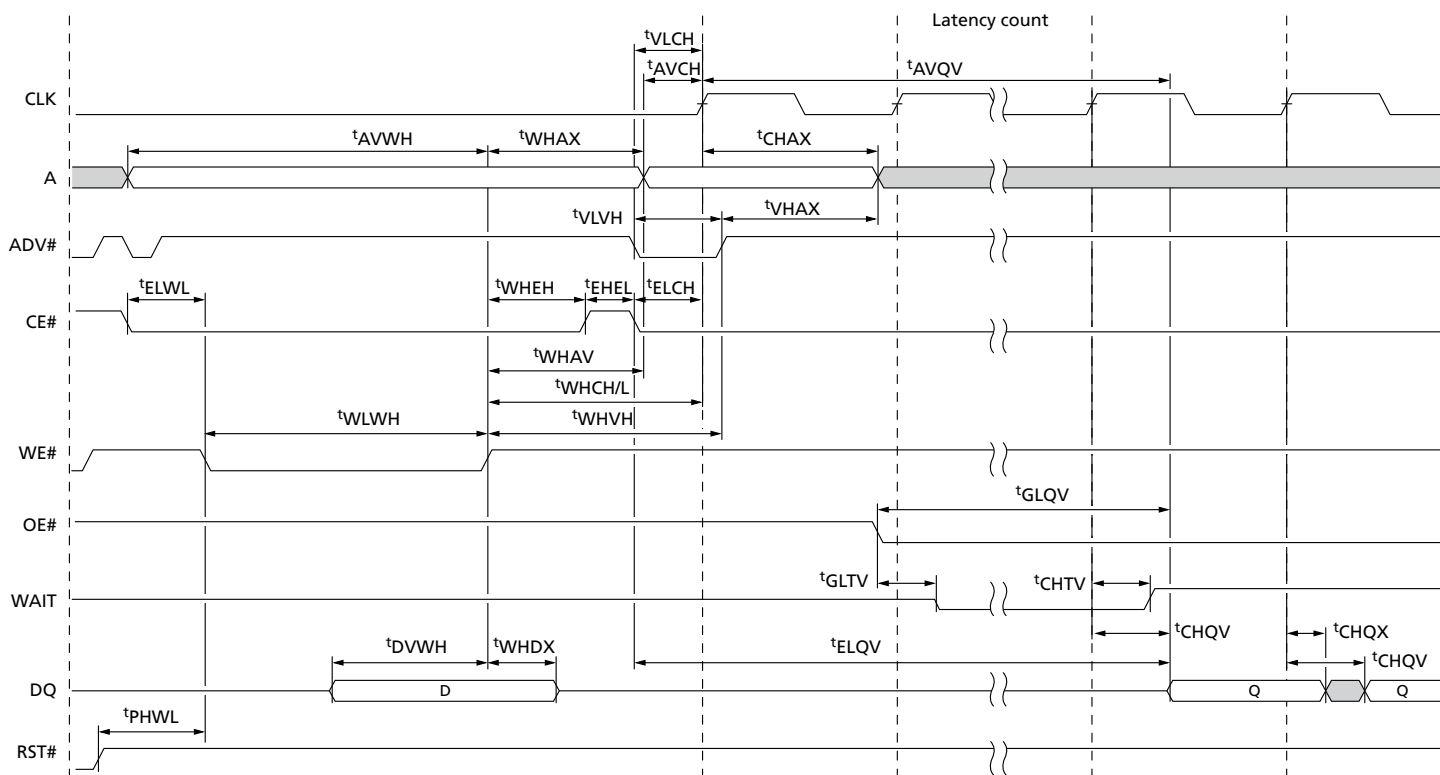 Latency count
tVLCH
tAVCH
tAVQV
CLK
tAVWH
tWHAX
tCHAX
A
tVLVH
tVHAX
ADV#
tELWL
tWHEH
tEHEL
tELCH
CE#
tWHAV
tWHCH/L
tWLWH
tWHVH
WE#
tGLQV
OE#
tGLTV
tCHTV
WAIT
tCHQV
tCHQX
tDVWH
tWHDX
tELQV
tCHQV
DQ
D
Q
Q
tPHWL
RST#